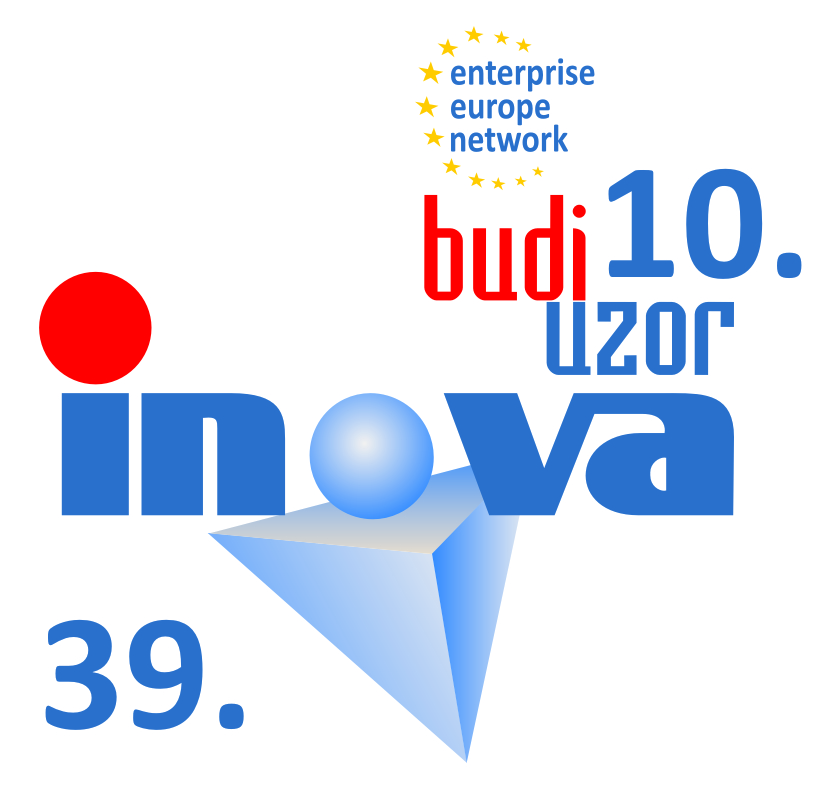 enterprise
europe
network
budi 10.
uzor
inova
39.